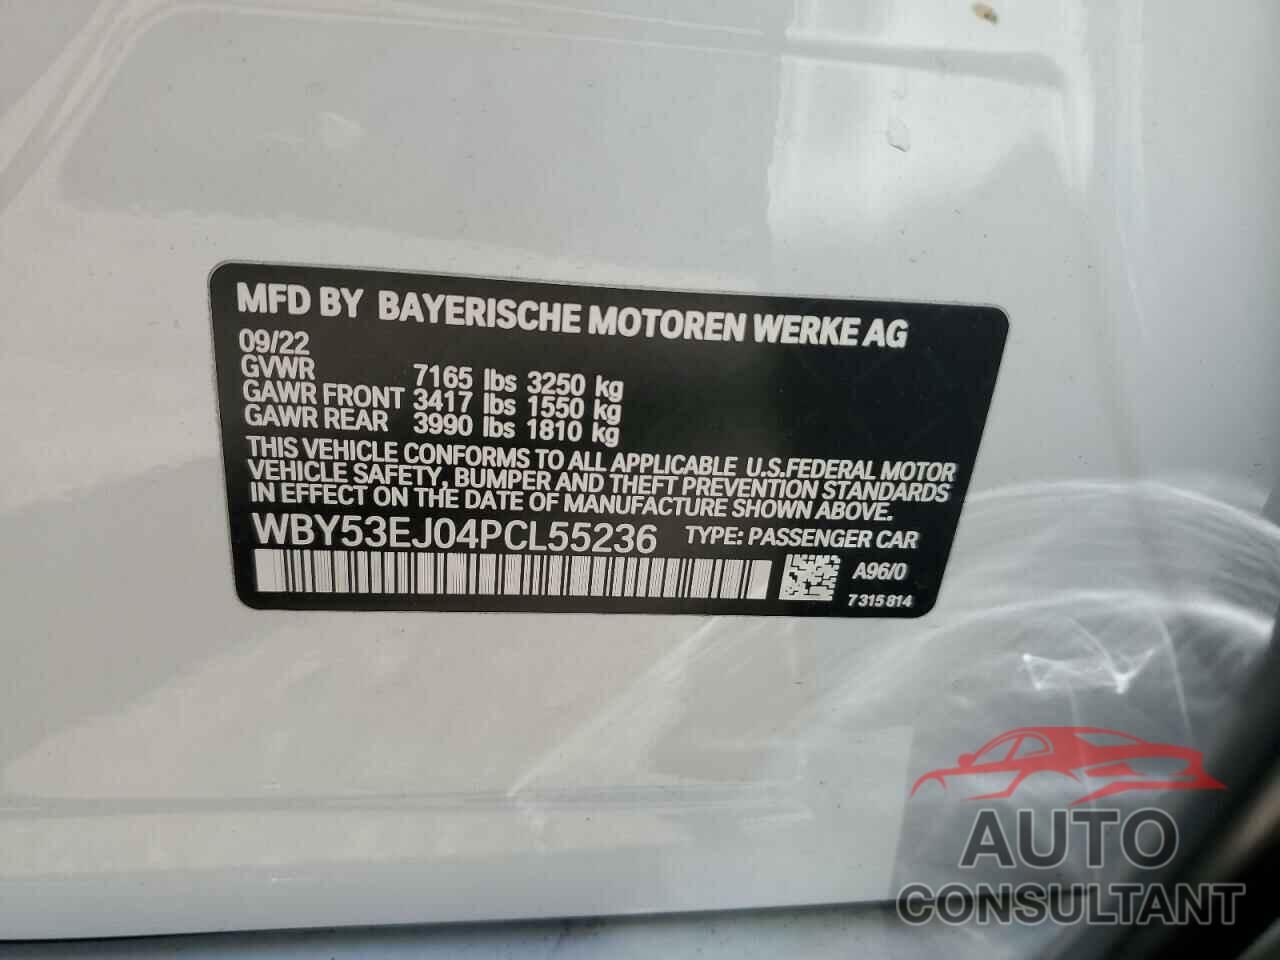 MFD BY BAYERISCHE MOTOREN WERKE AG
09/22
GVWR 7165 lbs 3250 kg
GAWR FRONT 3417 lbs 1550 kg
GAWR REAR 3990 lbs 1810 kg
THIS VEHICLE CONFORMS TO ALL APPLICABLE U.S.FEDERAL MOTOR
VEHICLE SAFETY, BUMPER AND THEFT PREVENTION STANDARDS
IN EFFECT ON THE DATE OF MANUFACTURE SHOWN ABOVE.
WBY53EJ04PCL55236 TYPE: PASSENGER CAR
A96/0
7 315 814
AUTO
CONSULTANT